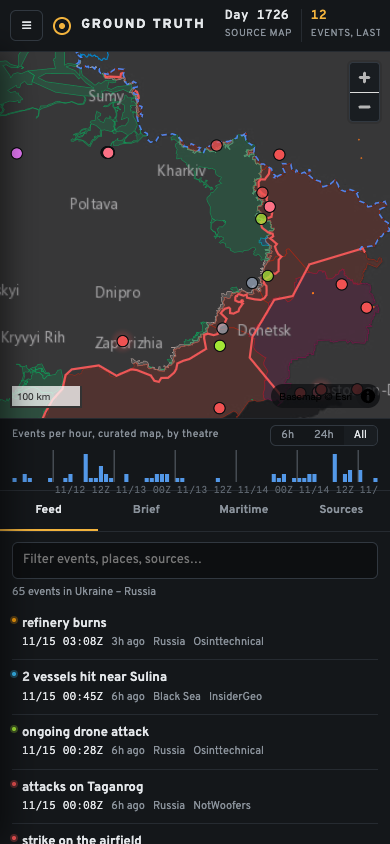 GROUND TRUTH
Day 1726
SOURCE MAP
12
EVENTS, LAST
Sumy
Kharkiv
Poltava
skyi
Dnipro
Kryvyi Rih
Zaporizhia
Donetsk
100 km
Basemap © Esri
Events per hour, curated map, by theatre
6h 24h All
11/12 12Z 11/13 00Z 11/13 12Z 11/14 00Z 11/14 12Z 11/
Feed Brief Maritime Sources
Filter events, places, sources…
65 events in Ukraine – Russia
refinery burns
11/15 03:08Z 3h ago Russia Osinttechnical
2 vessels hit near Sulina
11/15 00:45Z 6h ago Black Sea InsiderGeo
ongoing drone attack
11/15 00:28Z 6h ago Russia Osinttechnical
attacks on Taganrog
11/15 00:08Z 6h ago Russia NotWoofers
strike on the airfield